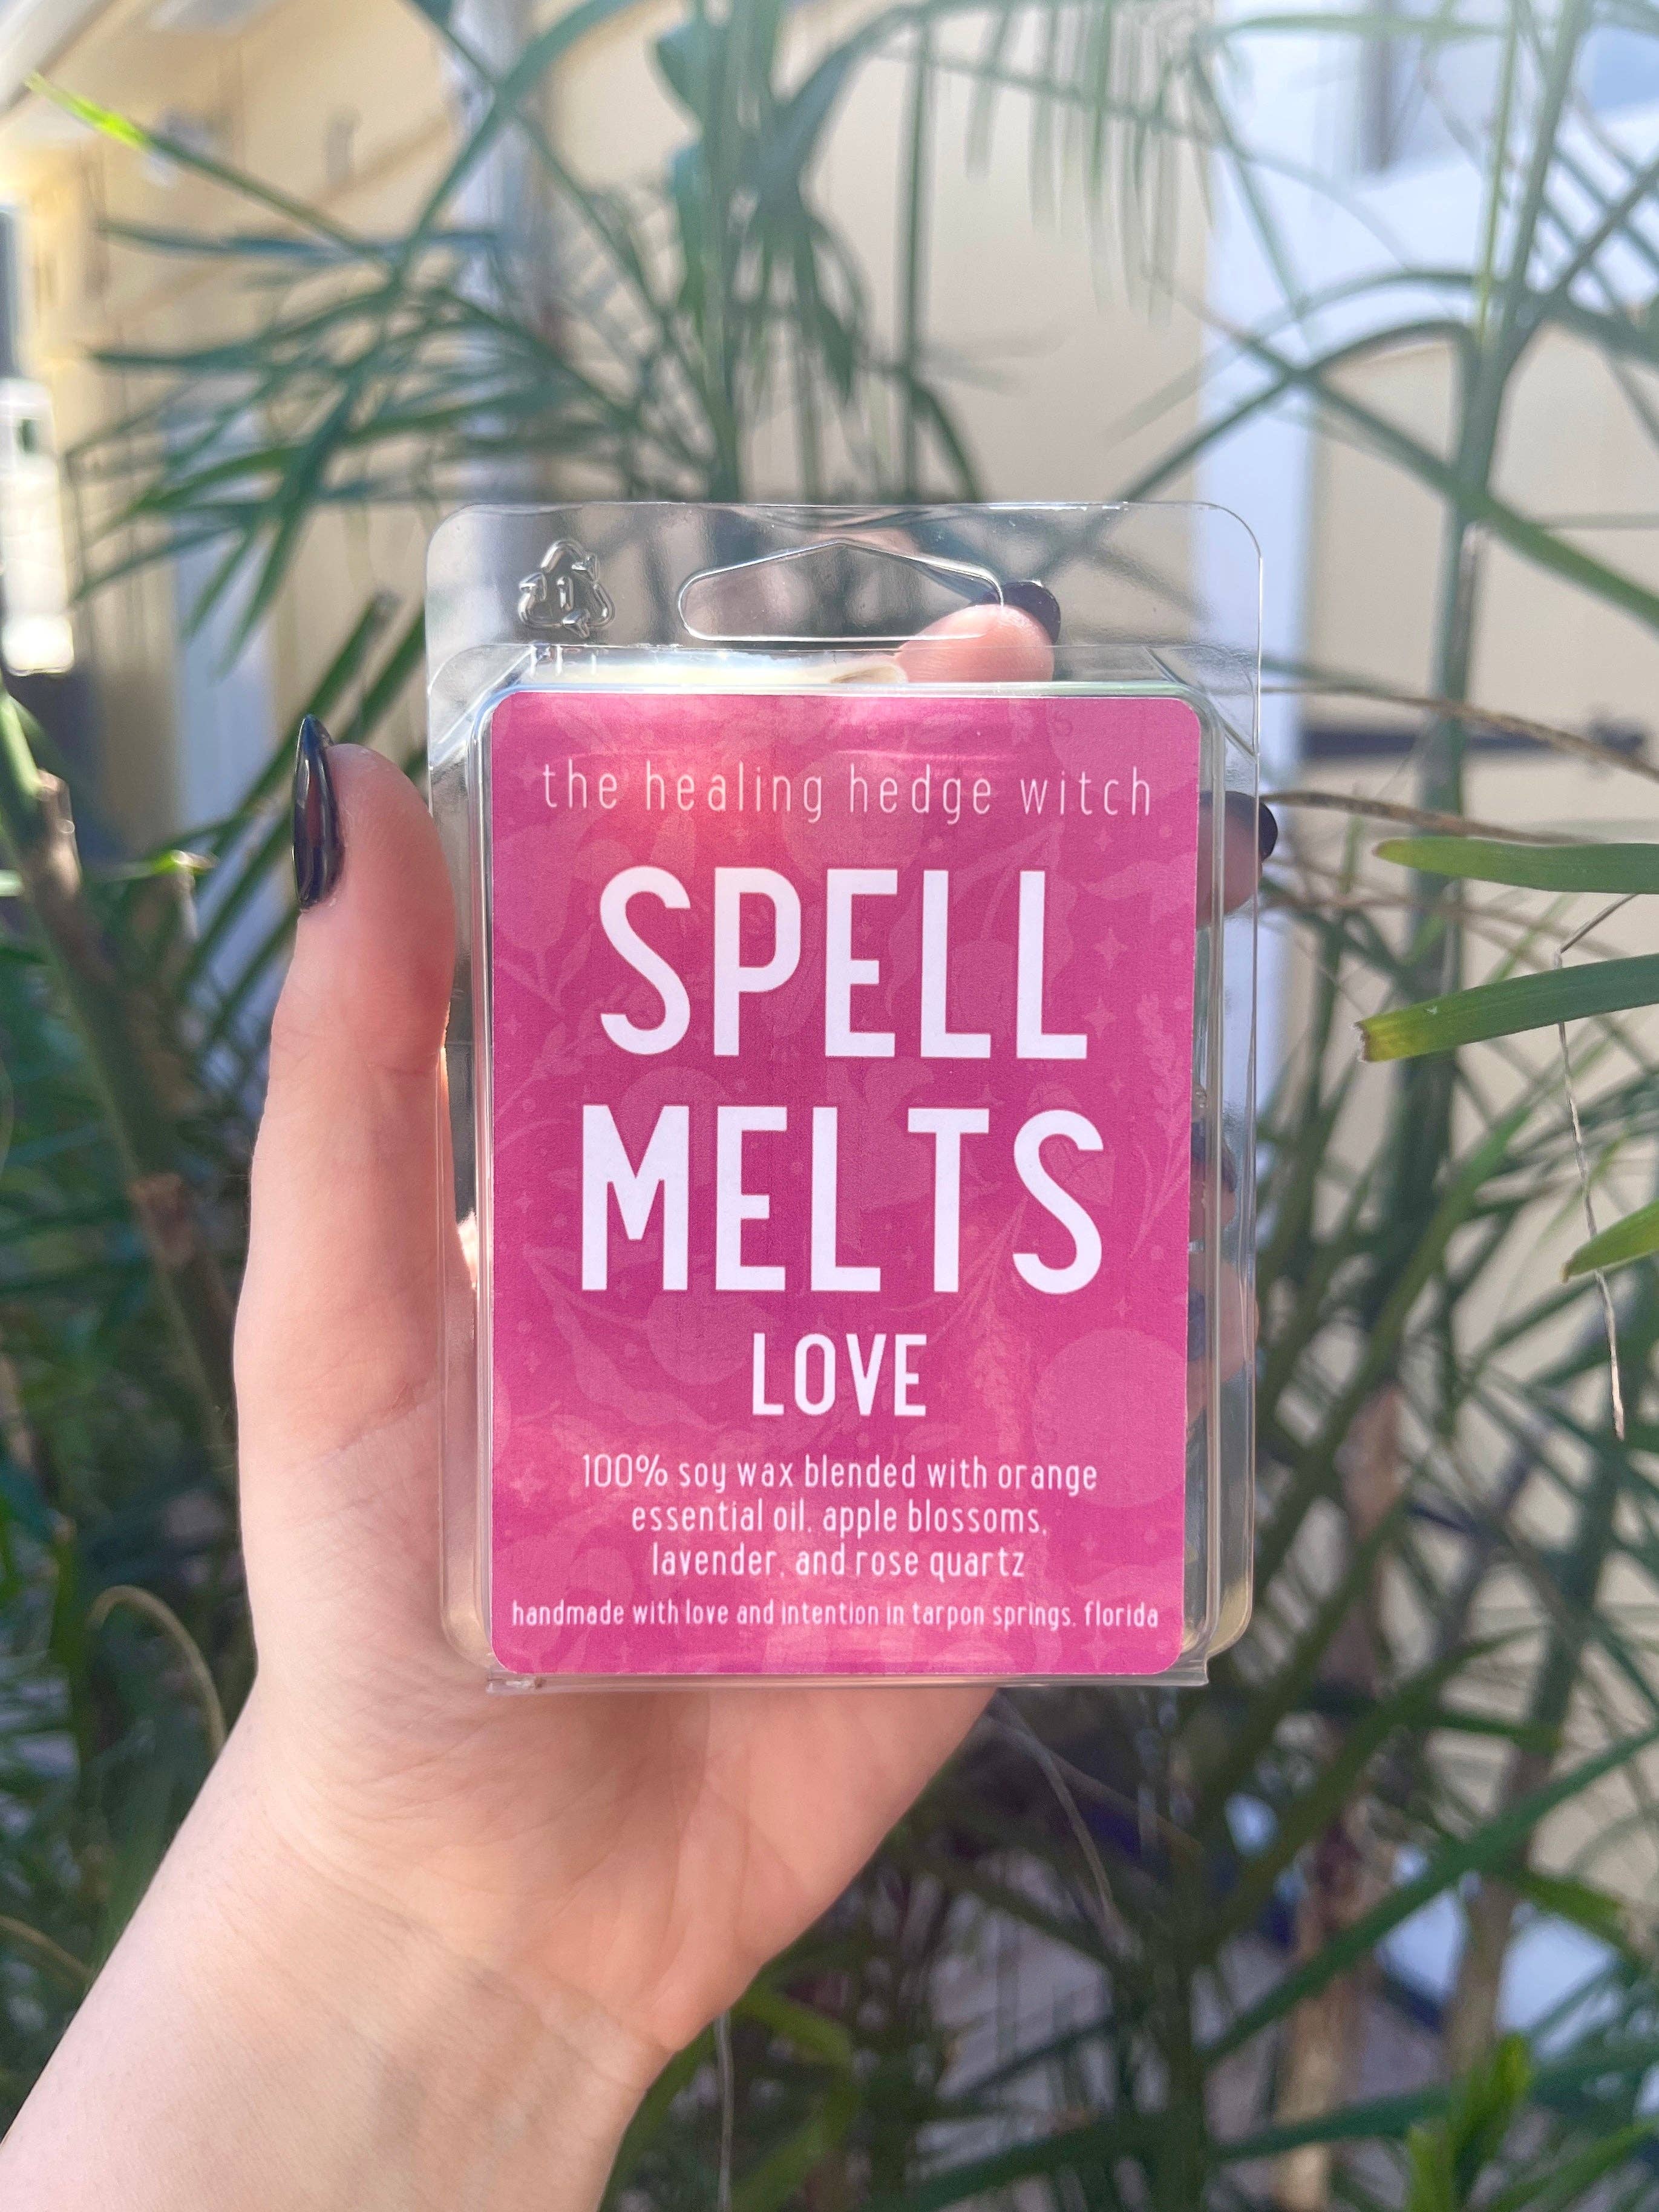 1
the healing hedge witch
SPELL
MELTS
LOVE
100% soy wax blended with orange
essential oil, apple blossoms,
lavender, and rose quartz
handmade with love and intention in tarpon springs, florida